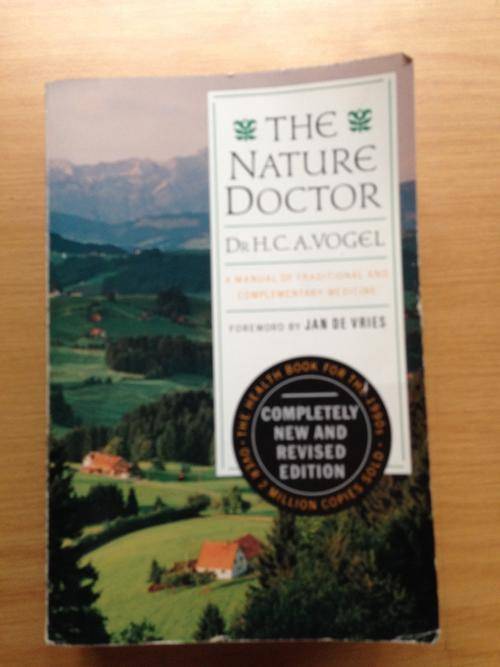 THE
NATURE
DOCTOR
DR H.C.A. VOGEL
A MANUAL OF TRADITIONAL AND
COMPLEMENTARY MEDICINE
FOREWORD BY JAN DE VRIES
• THE HEALTH BOOK FOR THE 1990s •
COMPLETELY
NEW AND
REVISED
EDITION
OVER 2 MILLION COPIES SOLD